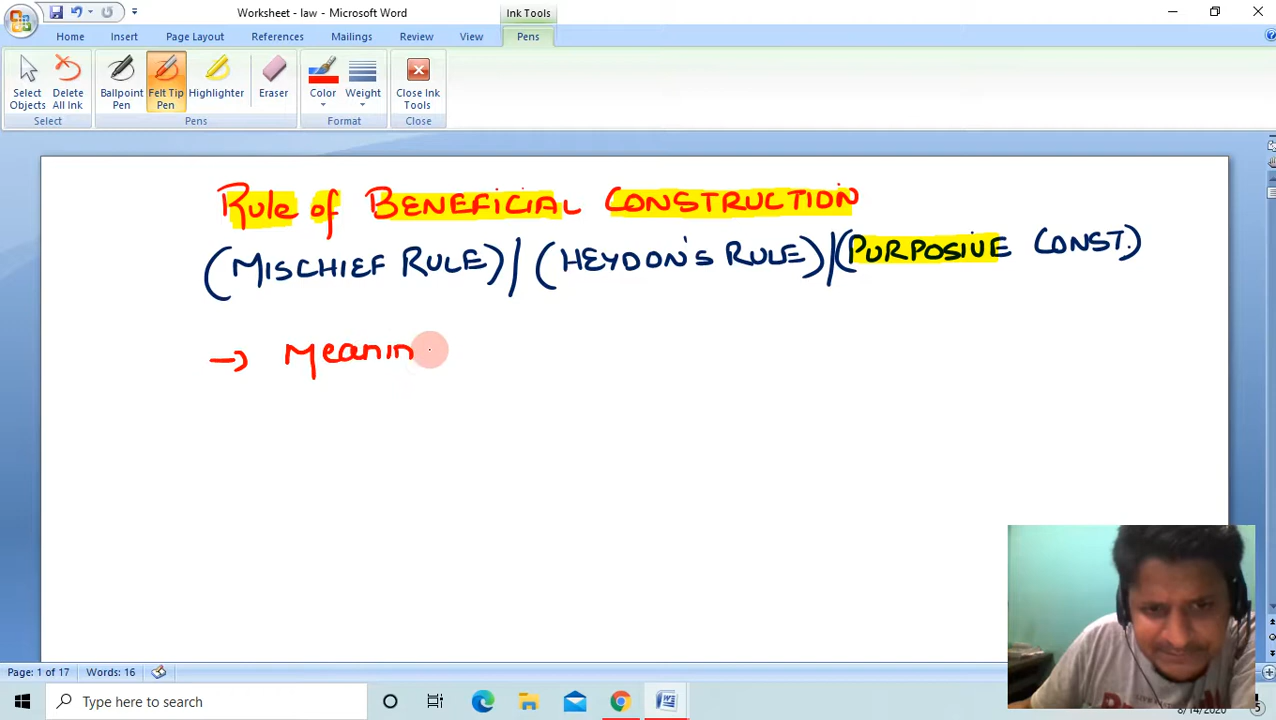 Worksheet - law - Microsoft Word
Ink Tools
Home Insert Page Layout References Mailings Review View Pens
Select Objects
Delete All Ink
Ballpoint Pen
Felt Tip Pen
Highlighter
Eraser
Color
Weight
Close Ink Tools
Select Pens Format Close
Rule of BENEFICIAL CONSTRUCTION
(MISCHIEF RULE) / (HEYDON'S RULE) / (PURPOSIVE CONST.)
→ Meanin
Page: 1 of 17 Words: 16
Type here to search
8/14/2020